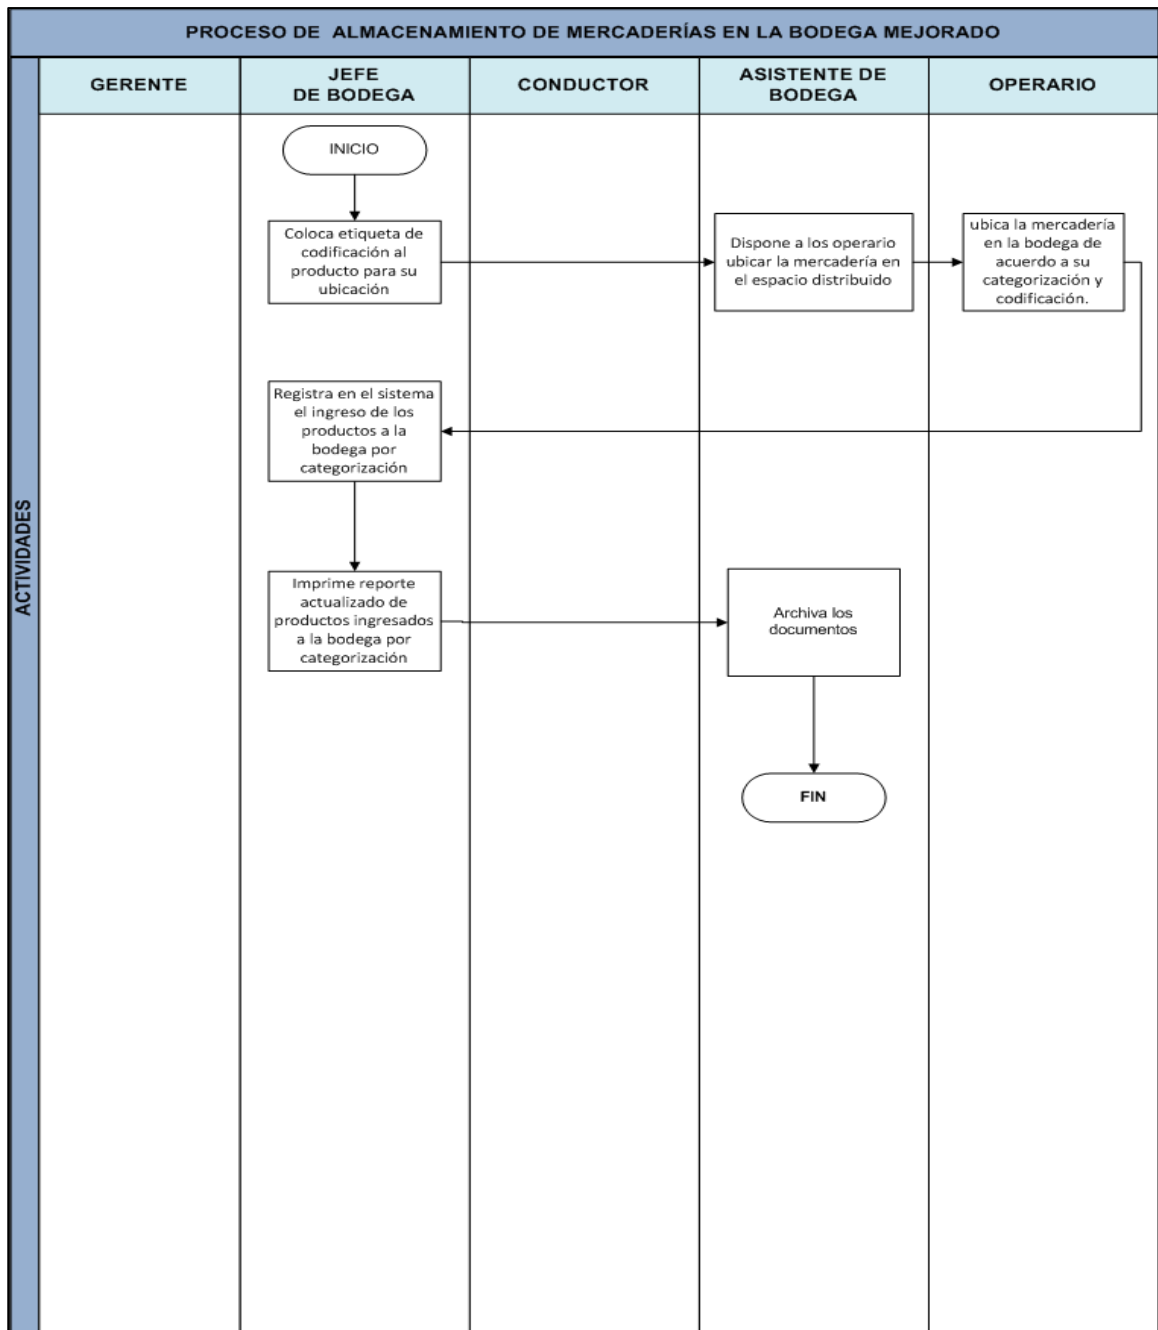 PROCESO DE ALMACENAMIENTO DE MERCADERÍAS EN LA BODEGA MEJORADO
GERENTE
JEFE
DE BODEGA
CONDUCTOR
ASISTENTE DE
BODEGA
OPERARIO
ACTIVIDADES
INICIO
Coloca etiqueta de
codificación al
producto para su
ubicación
Dispone a los operario
ubicar la mercadería en
el espacio distribuido
ubica la mercadería
en la bodega de
acuerdo a su
categorización y
codificación.
Registra en el sistema
el ingreso de los
productos a la
bodega por
categorización
Imprime reporte
actualizado de
productos ingresados
a la bodega por
categorización
Archiva los
documentos
FIN